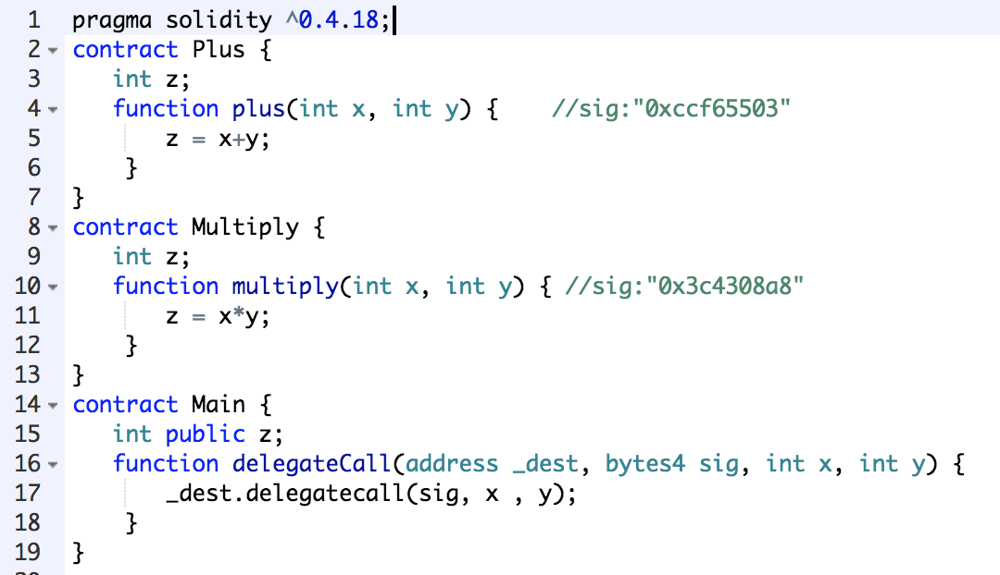 1 pragma solidity ^0.4.18;
2 contract Plus {
3 int z;
4 function plus(int x, int y) { //sig:"0xccf65503"
5 z = x+y;
6 }
7 }
8 contract Multiply {
9 int z;
10 function multiply(int x, int y) { //sig:"0x3c4308a8"
11 z = x*y;
12 }
13 }
14 contract Main {
15 int public z;
16 function delegateCall(address _dest, bytes4 sig, int x, int y) {
17 _dest.delegatecall(sig, x , y);
18 }
19 }